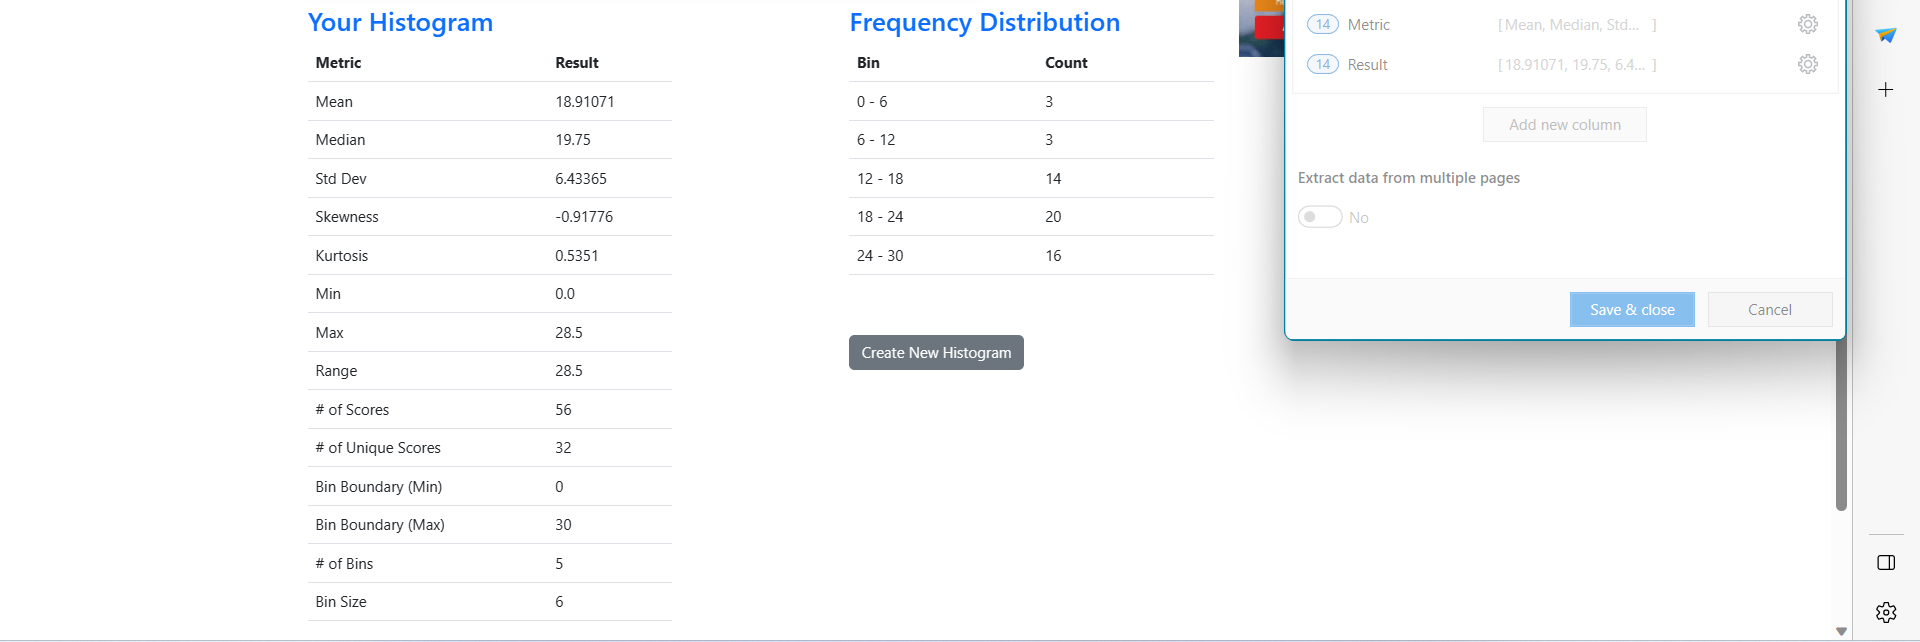 Your Histogram
Metric Result
Mean 18.91071
Median 19.75
Std Dev 6.43365
Skewness -0.91776
Kurtosis 0.5351
Min 0.0
Max 28.5
Range 28.5
# of Scores 56
# of Unique Scores 32
Bin Boundary (Min) 0
Bin Boundary (Max) 30
# of Bins 5
Bin Size 6
Frequency Distribution
Bin Count
0 - 6 3
6 - 12 3
12 - 18 14
18 - 24 20
24 - 30 16
Create New Histogram
14 Metric [ Mean, Median, Std... ]
14 Result [ 18.91071, 19.75, 6.4... ]
Add new column
Extract data from multiple pages
No
Save & close Cancel